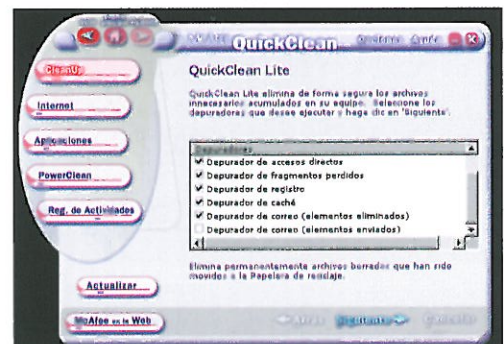 QuickClean
CleanUp
Internet
Aplicaciones
PowerClean
Reg. de Actividades
Actualizar
McAfee en la Web
QuickClean Lite
QuickClean Lite elimina de forma segura los archivos
innecesarios acumulados en su equipo. Seleccione los
depuradores que desee ejecutar y haga clic en 'Siguiente'.
Depuradores
Depurador de accesos directos
Depurador de fragmentos perdidos
Depurador de registro
Depurador de caché
Depurador de correo (elementos eliminados)
Depurador de correo (elementos enviados)
Elimina permanentemente archivos borrados que han sido
movidos a la Papelera de reciclaje.
Atrás Siguiente Cancelar